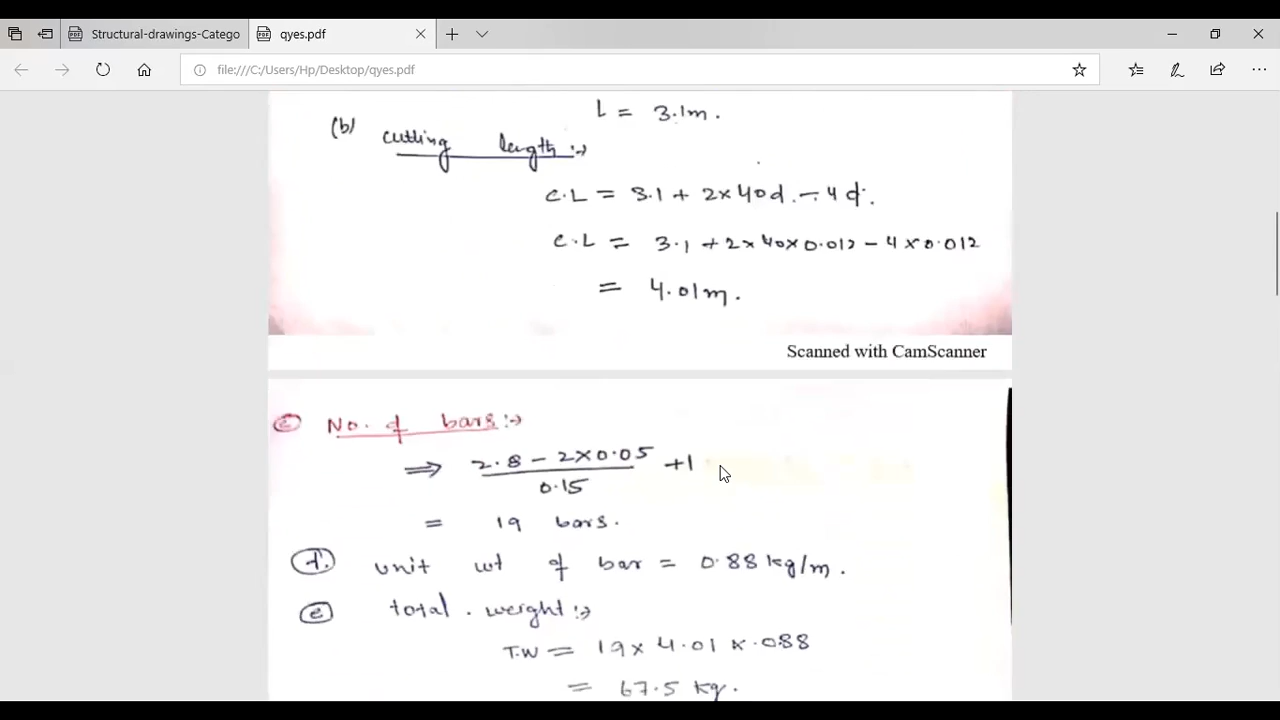 Structural-drawings-Catego
qyes.pdf
file:///C:/Users/Hp/Desktop/qyes.pdf
L = 3.1m.
(b) cutting length :→
C.L = 3.1 + 2×40d. – 4d.
C.L = 3.1 + 2×40×0.012 – 4×0.012
= 4.01m.
Scanned with CamScanner
(c) No. of bars :→
⇒ 2.8 – 2×0.05 +1
0.15
= 19 bars.
(d). unit wt of bar = 0.88 kg/m.
(e) total . weight :→
T.W = 19 × 4.01 × .088
= 67.5 kg.